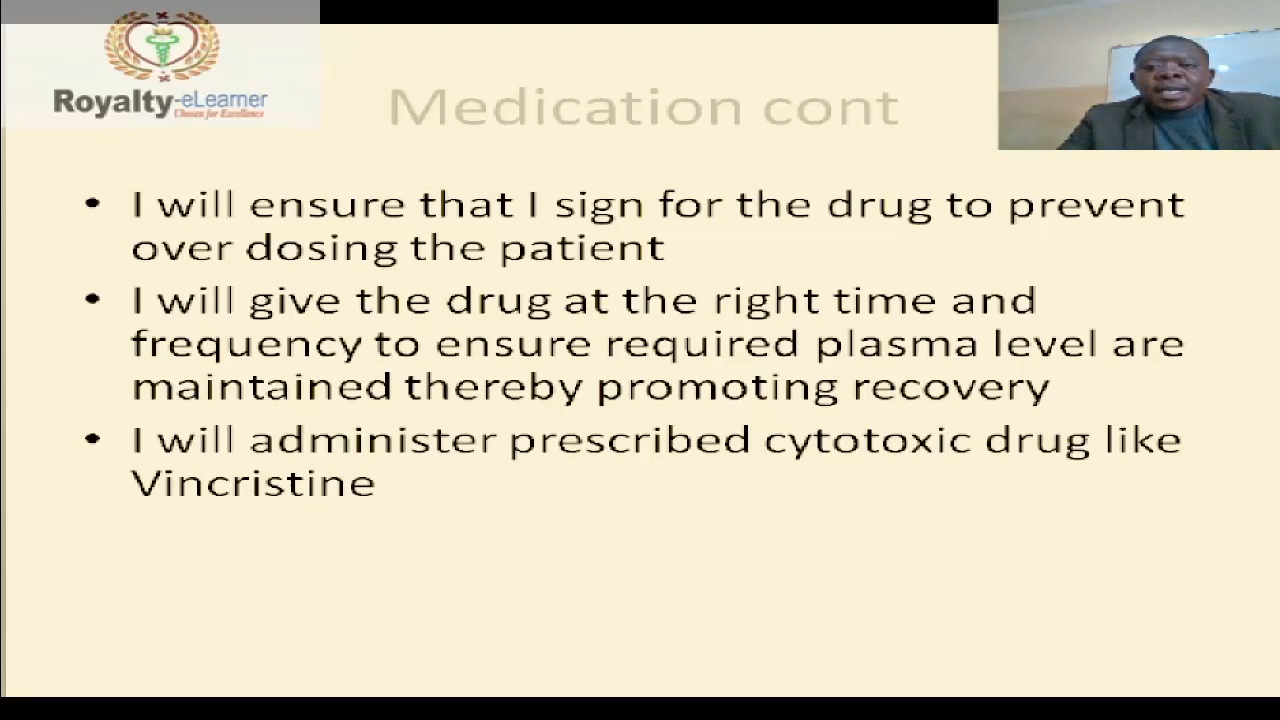 Royalty-eLearner
Chosen for Excellence
Medication cont
• I will ensure that I sign for the drug to prevent
over dosing the patient
• I will give the drug at the right time and
frequency to ensure required plasma level are
maintained thereby promoting recovery
• I will administer prescribed cytotoxic drug like
Vincristine